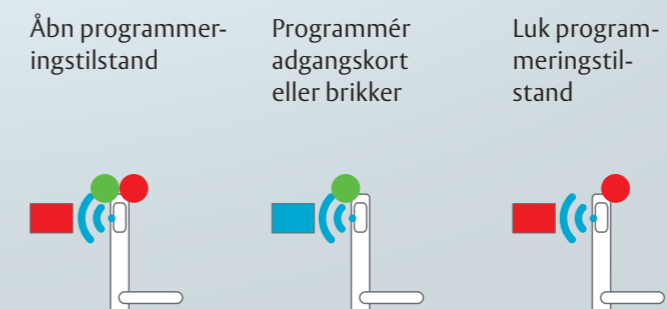 Åbn programmer-
ingstilstand
Programmér
adgangskort
eller brikker
Luk program-
meringstil-
stand